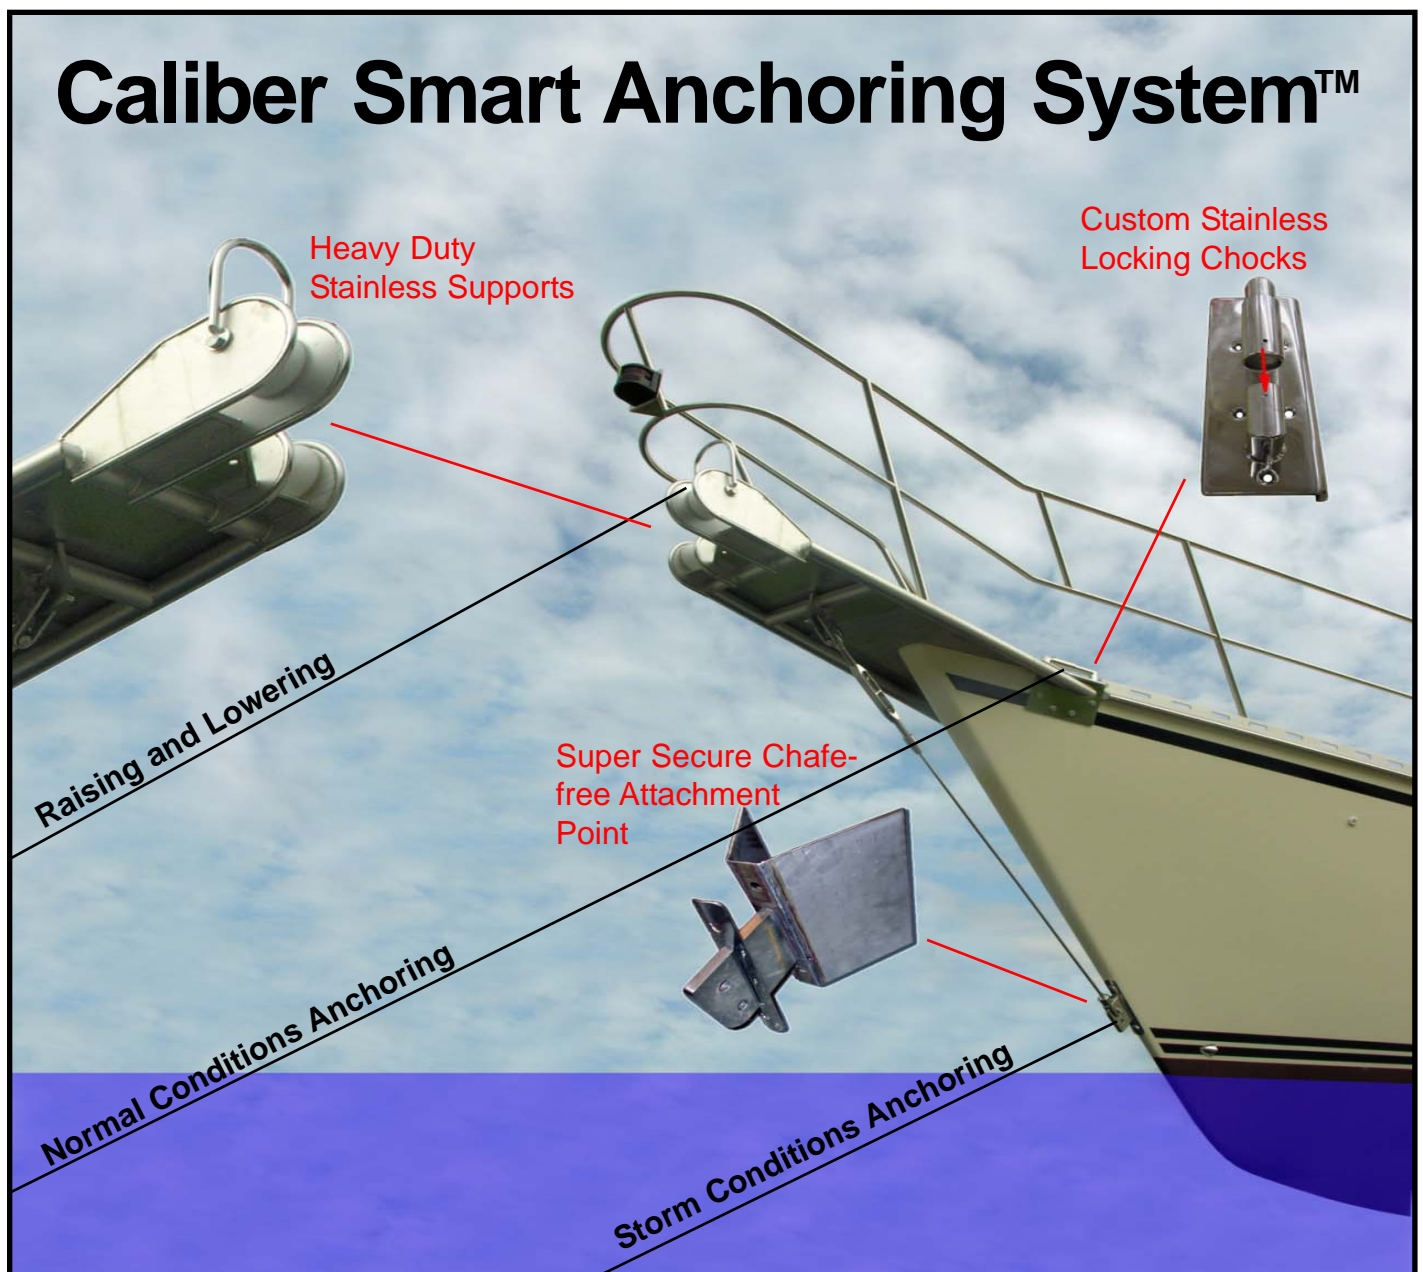 Caliber Smart Anchoring System™
Heavy Duty
Stainless Supports
Custom Stainless
Locking Chocks
Raising and Lowering
Super Secure Chafe-
free Attachment
Point
Normal Conditions Anchoring
Storm Conditions Anchoring